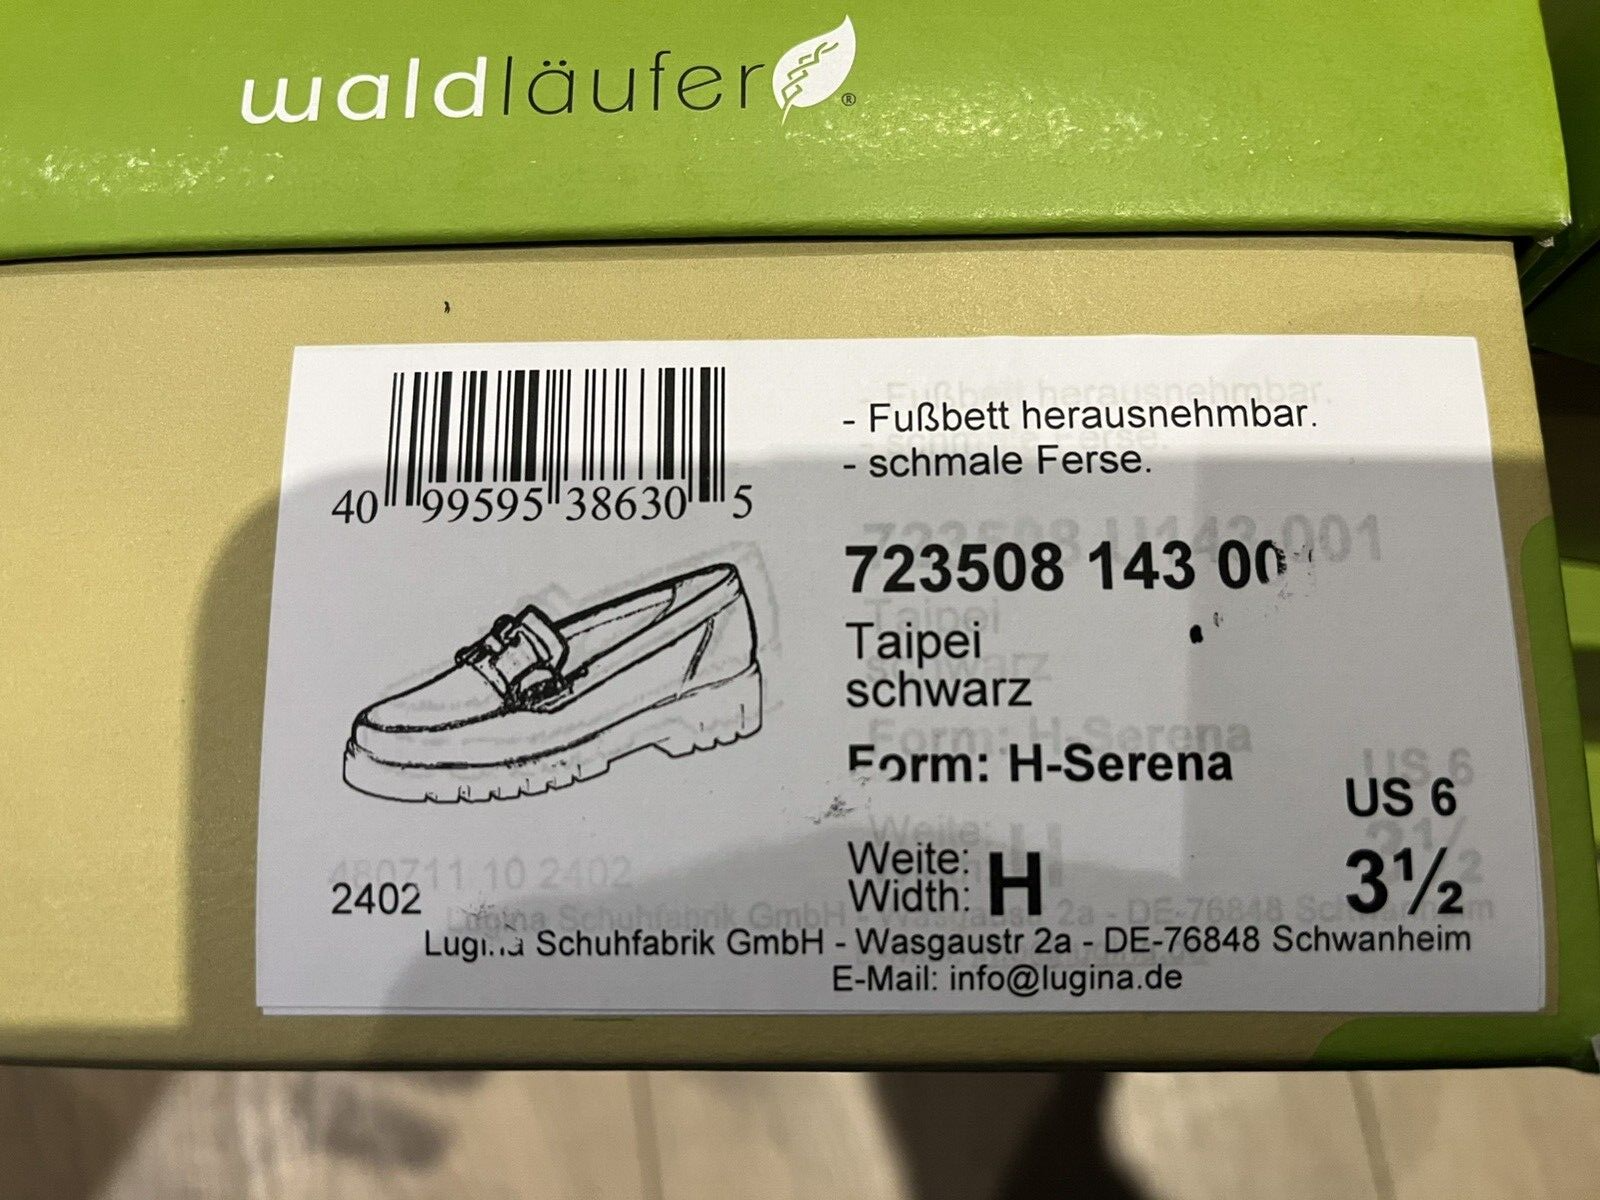 waldläufer®
- Fußbett herausnehmbar.
- schmale Ferse.
40 99595 38630 5
723508 143 00
Taipei
schwarz
Form: H-Serena
US 6
Weite:
Width: H
3½
2402
Lugina Schuhfabrik GmbH - Wasgaustr 2a - DE-76848 Schwanheim
E-Mail: info@lugina.de